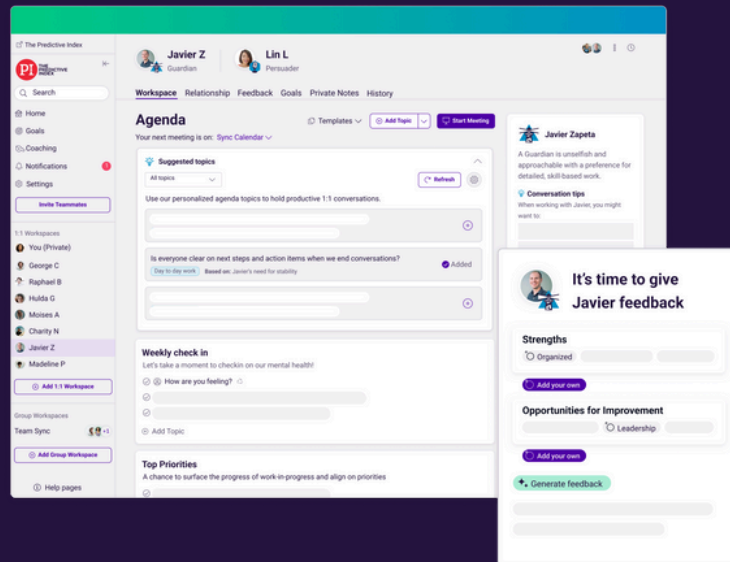 The Predictive Index
PI THE PREDICTIVE INDEX
Search
Home
Goals
Coaching
Notifications
Settings
Invite Teammates
1:1 Workspaces
You (Private)
George C
Raphael B
Hulda G
Moises A
Charity N
Javier Z
Madeline P
Add 1:1 Workspace
Group Workspaces
Team Sync +1
Add Group Workspace
Help pages
Javier Z
Guardian
Lin L
Persuader
Workspace Relationship Feedback Goals Private Notes History
Agenda
Templates Add Topic Start Meeting
Your next meeting is on: Sync Calendar
Suggested topics
All topics
Refresh
Use our personalized agenda topics to hold productive 1:1 conversations.
Is everyone clear on next steps and action items when we end conversations?
Added
Day to day work Based on: Javier's need for stability
Weekly check in
Let's take a moment to checkin on our mental health!
How are you feeling?
Add Topic
Top Priorities
A chance to surface the progress of work-in-progress and align on priorities
Javier Zapeta
A Guardian is unselfish and
approachable with a preference for
detailed, skill-based work.
Conversation tips
When working with Javier, you might
want to:
It's time to give
Javier feedback
Strengths
Organized
Add your own
Opportunities for Improvement
Leadership
Add your own
Generate feedback